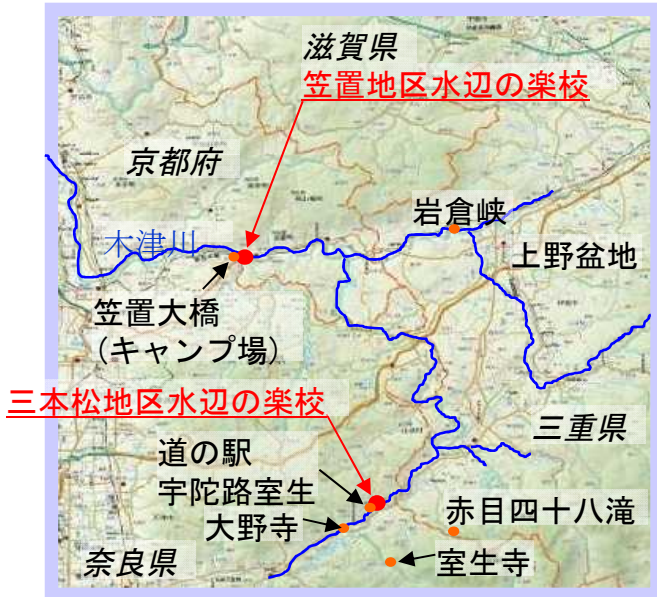 滋賀県
笠置地区水辺の楽校
京都府
岩倉峡
木津川
上野盆地
笠置大橋
(キャンプ場)
三本松地区水辺の楽校
三重県
道の駅
宇陀路室生
大野寺
赤目四十八滝
奈良県
室生寺